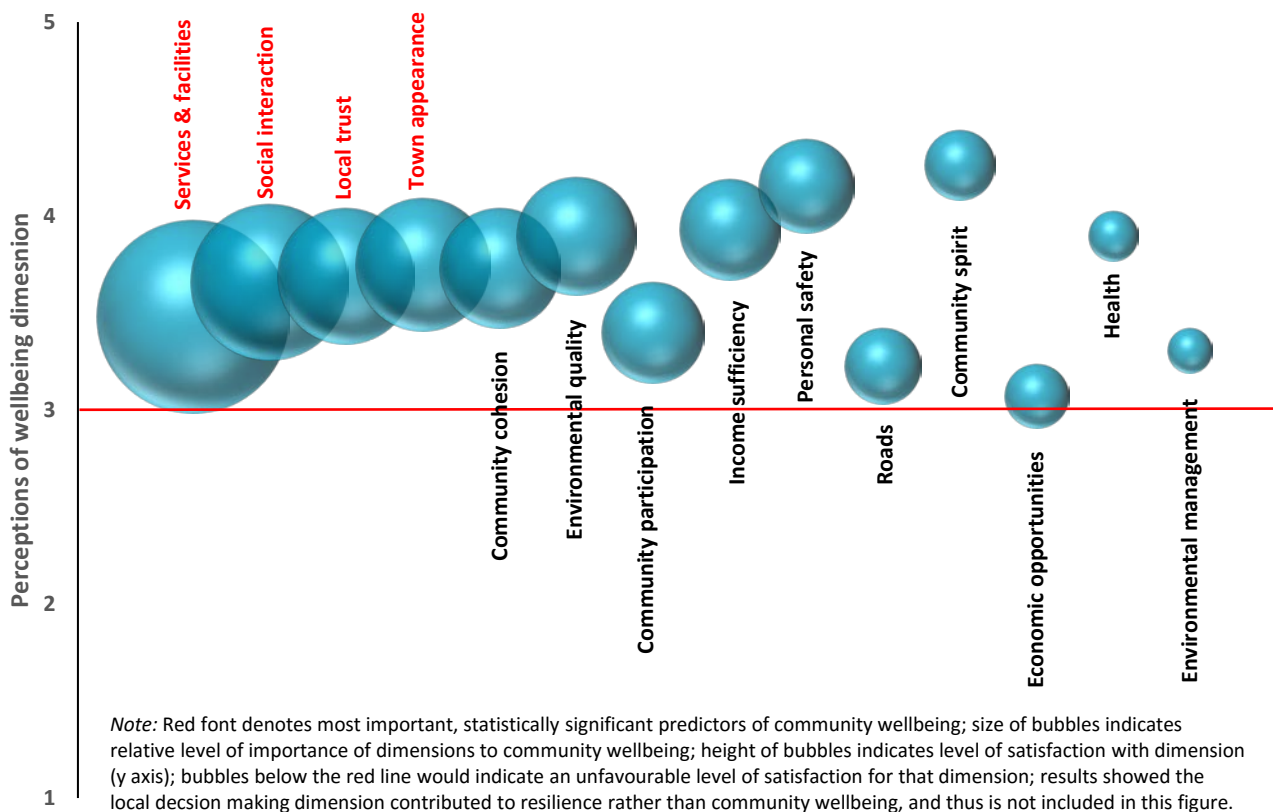 Perceptions of wellbeing dimesnion
5
4
3
2
1
Services & facilities
Social interaction
Local trust
Town appearance
Community cohesion
Environmental quality
Community participation
Income sufficiency
Personal safety
Roads
Community spirit
Economic opportunities
Health
Environmental management
Note: Red font denotes most important, statistically significant predictors of community wellbeing; size of bubbles indicates
relative level of importance of dimensions to community wellbeing; height of bubbles indicates level of satisfaction with dimension
(y axis); bubbles below the red line would indicate an unfavourable level of satisfaction for that dimension; results showed the
local decsion making dimension contributed to resilience rather than community wellbeing, and thus is not included in this figure.